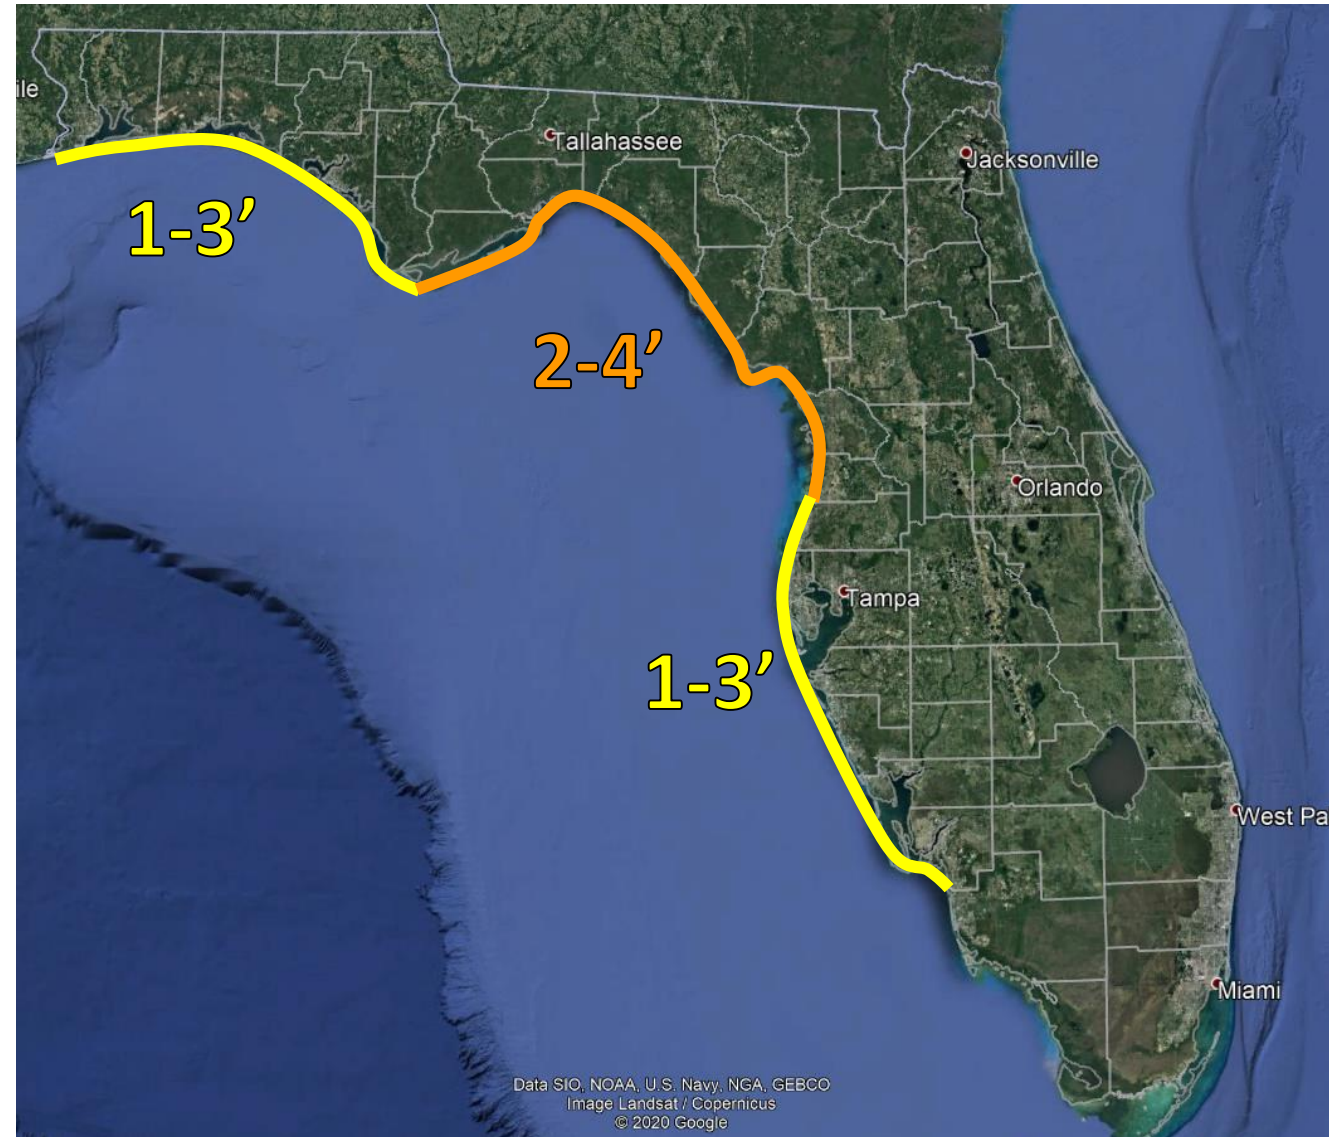 ile
Tallahassee
Jacksonville
1-3’
2-4’
Orlando
Tampa
1-3’
West Pa
Miami
Data SIO, NOAA, U.S. Navy, NGA, GEBCO
Image Landsat / Copernicus
© 2020 Google